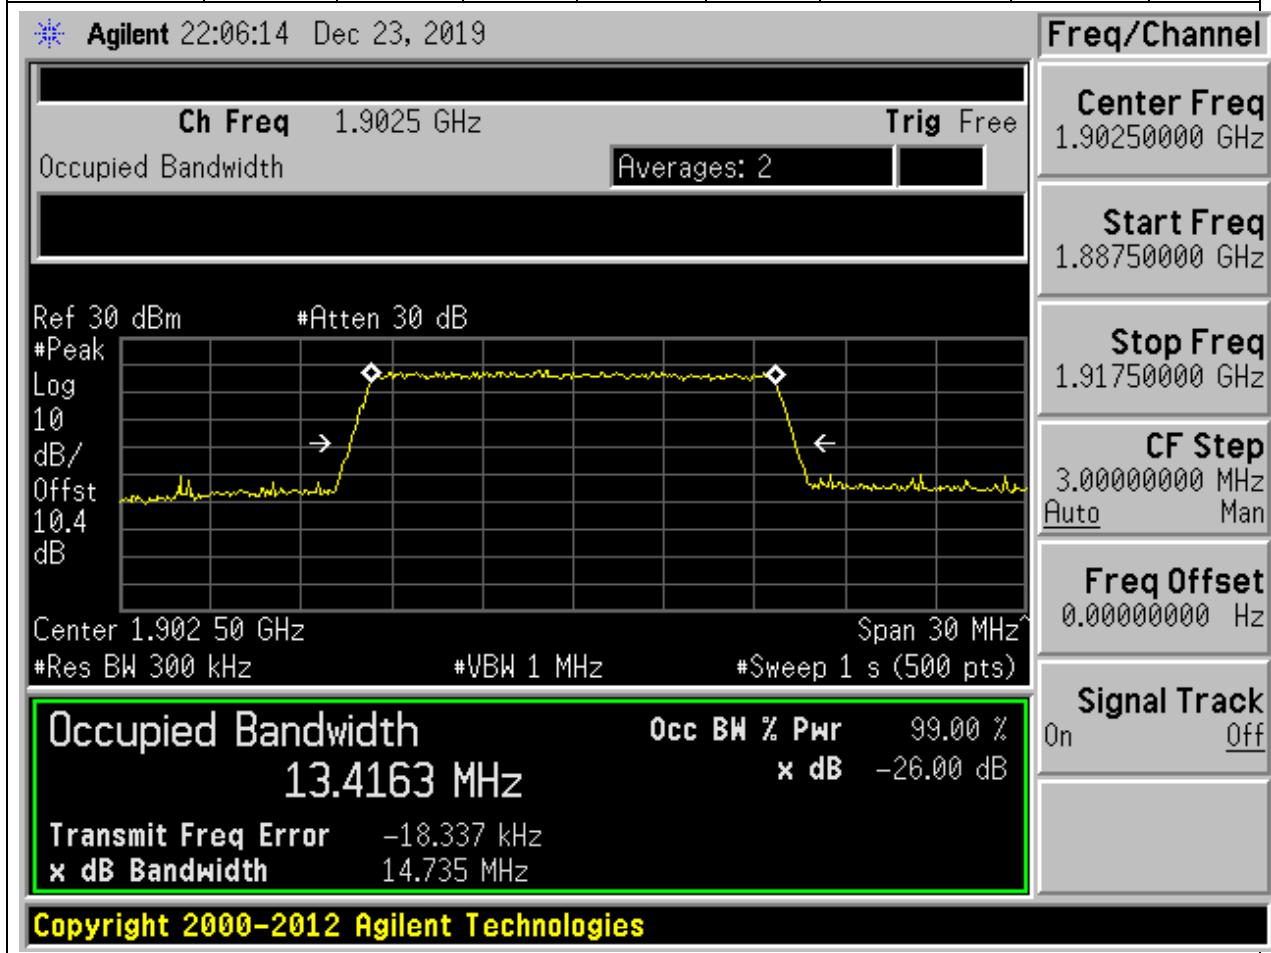 Agilent 22:06:14 Dec 23, 2019
Freq/Channel
Ch Freq 1.9025 GHz Trig Free
Occupied Bandwidth Averages: 2
Center Freq
1.90250000 GHz
Start Freq
1.88750000 GHz
Stop Freq
1.91750000 GHz
CF Step
3.00000000 MHz
Auto Man
Freq Offset
0.00000000 Hz
Signal Track
On Off
Ref 30 dBm #Atten 30 dB
#Peak
Log
10
dB/
Offst
10.4
dB
Center 1.902 50 GHz Span 30 MHz^
#Res BW 300 kHz #VBW 1 MHz #Sweep 1 s (500 pts)
Occupied Bandwidth Occ BW % Pwr 99.00 %
13.4163 MHz x dB -26.00 dB
Transmit Freq Error -18.337 kHz
x dB Bandwidth 14.735 MHz
Copyright 2000-2012 Agilent Technologies